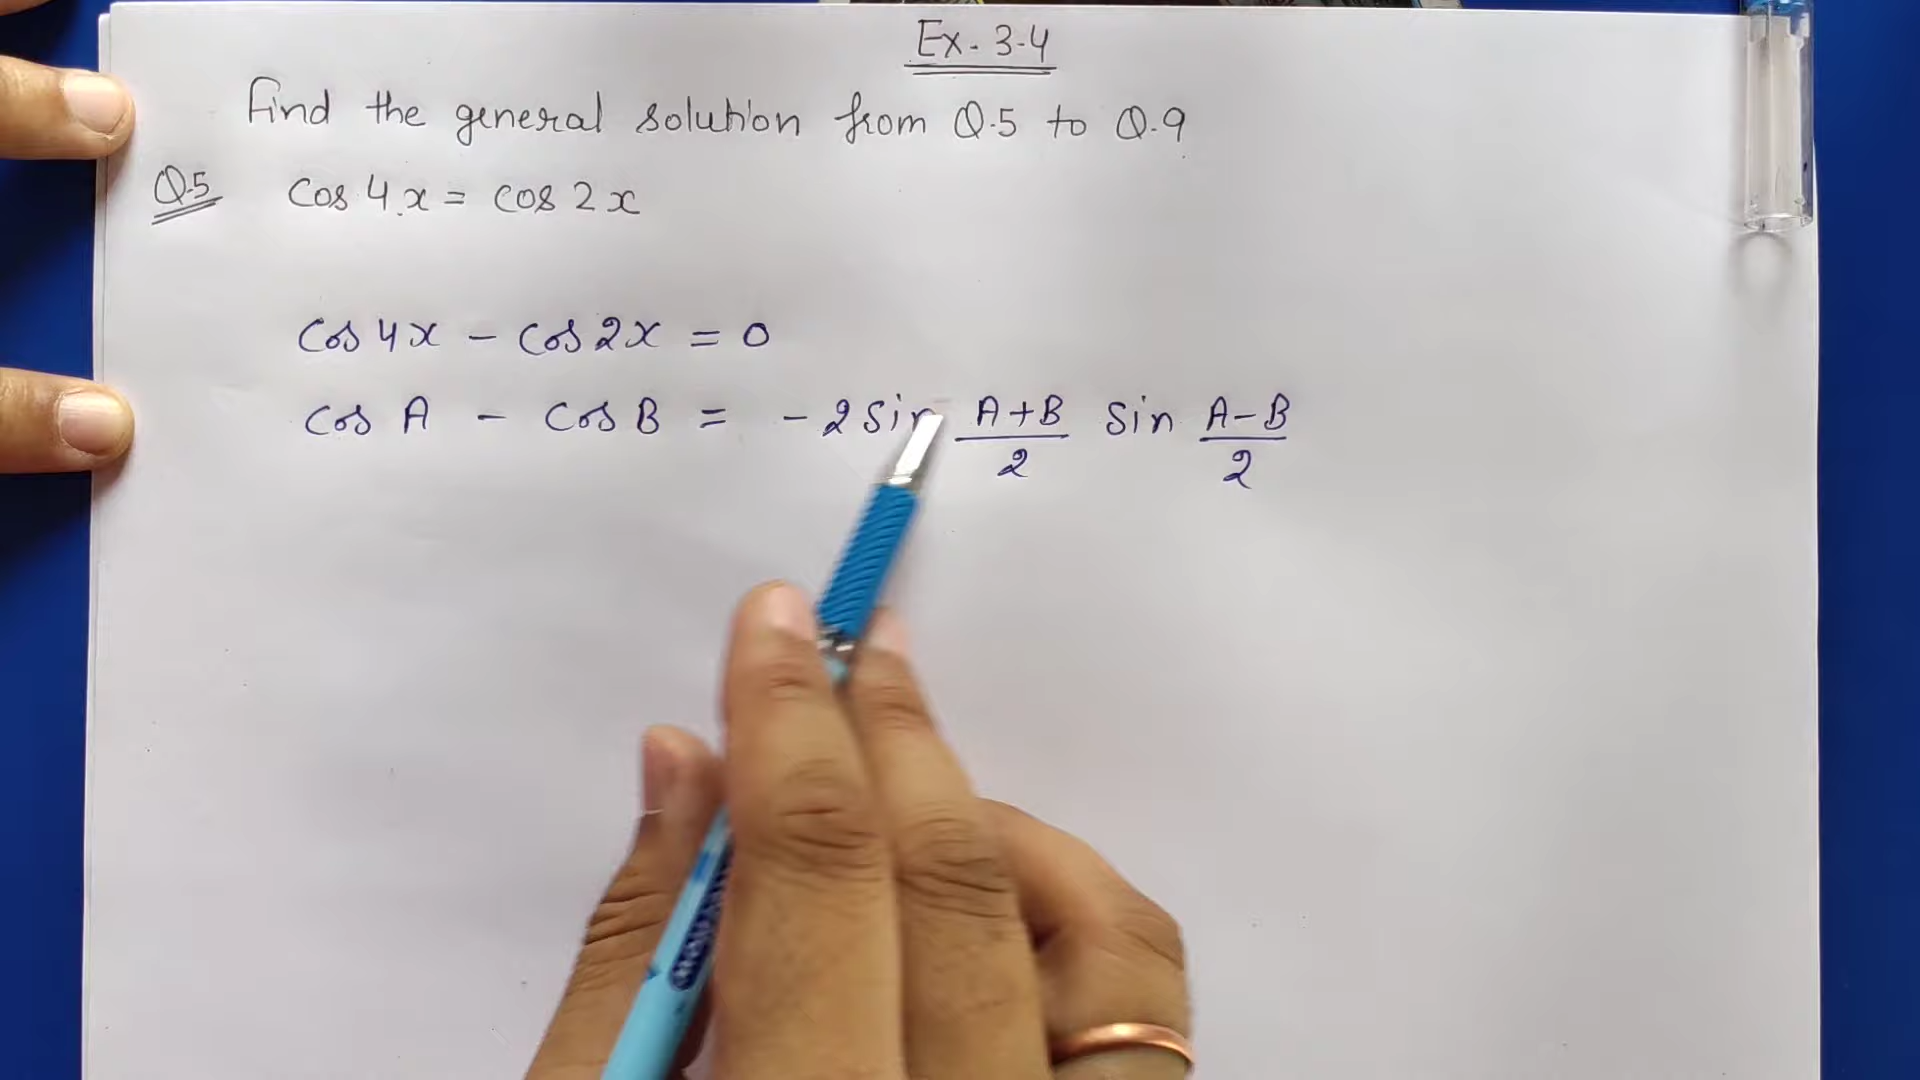 Ex. 3.4
Find the general solution from Q.5 to Q.9
Q.5 cos 4x = cos 2x
cos 4x - cos 2x = 0
cos A - cos B = -2 sin A+B/2 sin A-B/2